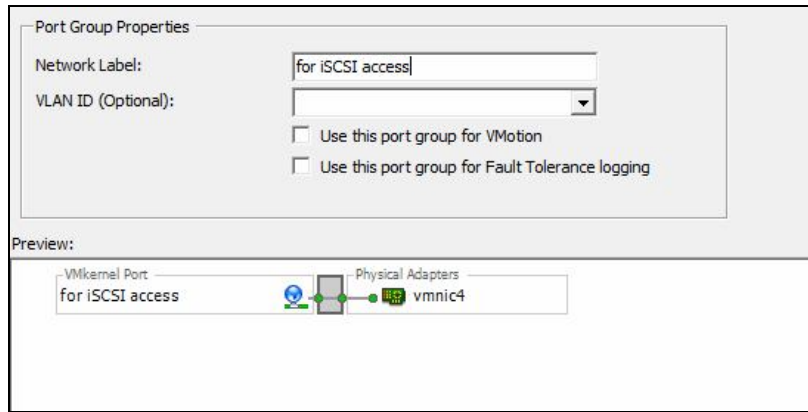 Port Group Properties
Network Label:
for iSCSI access
VLAN ID (Optional):
Use this port group for VMotion
Use this port group for Fault Tolerance logging
Preview:
VMkernel Port
for iSCSI access
Physical Adapters
vmnic4